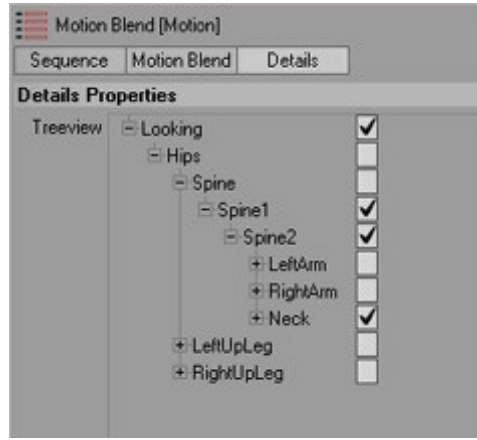 Motion Blend [Motion]
Sequence Motion Blend Details
Details Properties
Treeview Looking
Hips
Spine
Spine1
Spine2
LeftArm
RightArm
Neck
LeftUpLeg
RightUpLeg